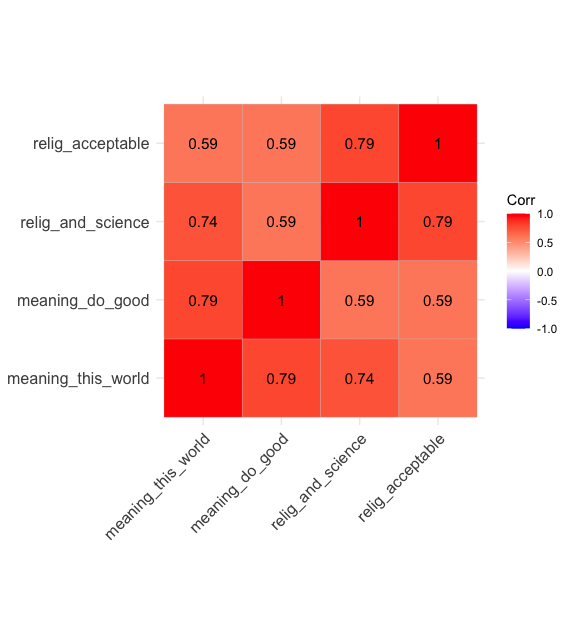 relig_acceptable 0.59 0.59 0.79 1
relig_and_science 0.74 0.59 1 0.79
meaning_do_good 0.79 1 0.59 0.59
meaning_this_world 1 0.79 0.74 0.59
meaning_this_world
meaning_do_good
relig_and_science
relig_acceptable
Corr
1.0
0.5
0.0
-0.5
-1.0